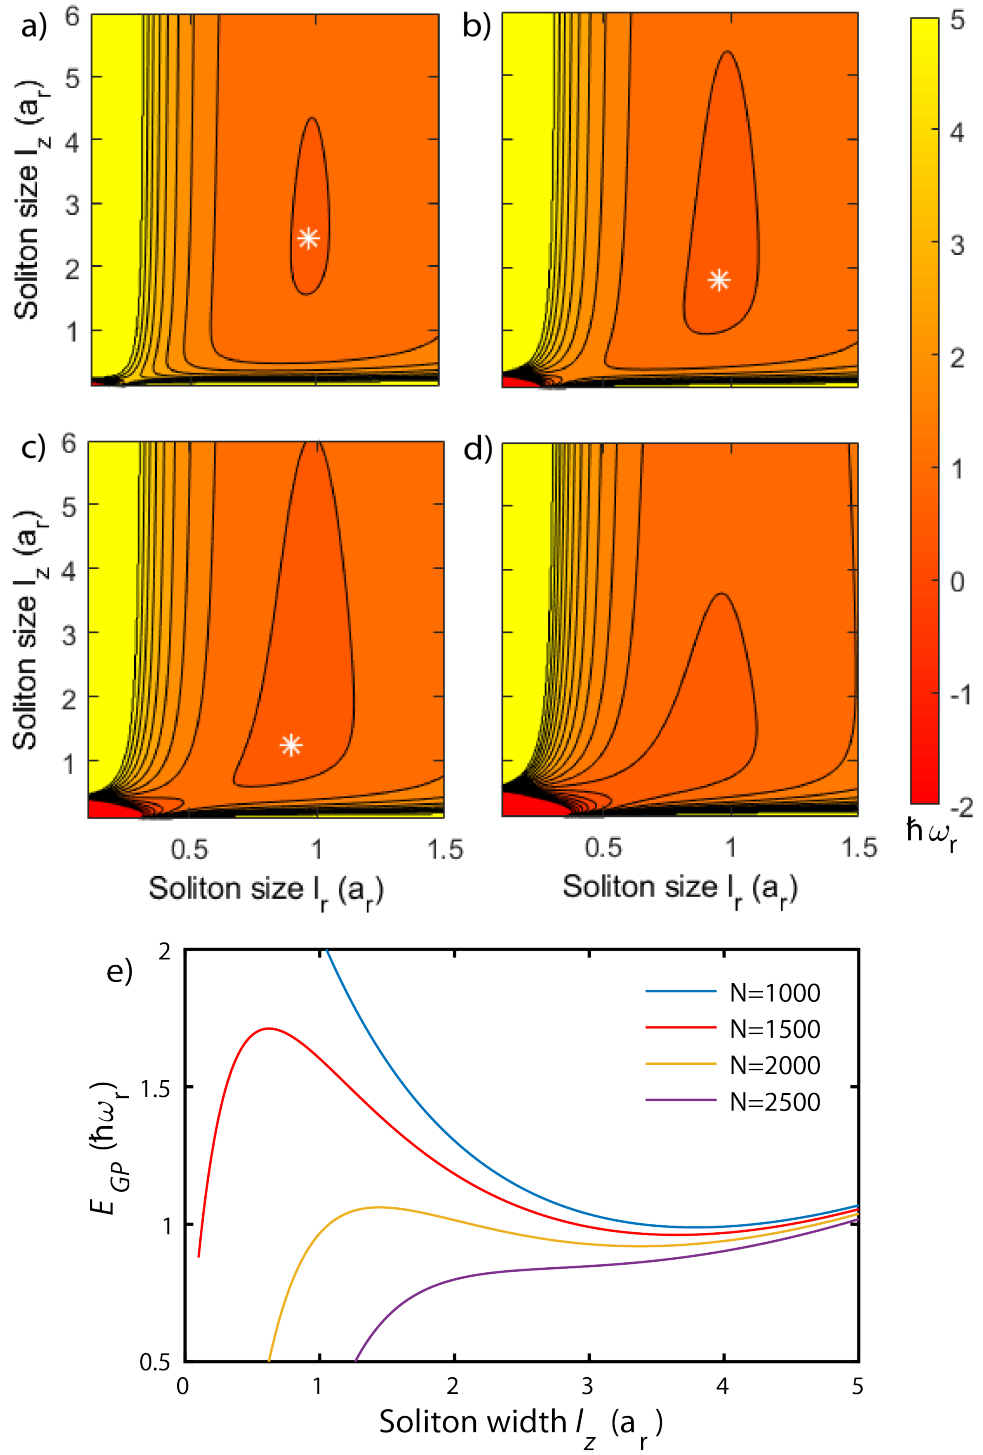 a)
b)
6
5
4
3
2
1
Soliton size l_z (a_r)
5
4
3
2
1
0
-1
-2
ħω_r
c)
d)
6
5
4
3
2
1
Soliton size l_z (a_r)
0.5
1
1.5
0.5
1
1.5
Soliton size l_r (a_r)
Soliton size l_r (a_r)
e)
2
1.5
1
0.5
E_GP (ħω_r)
N=1000
N=1500
N=2000
N=2500
0
1
2
3
4
5
Soliton width l_z (a_r)